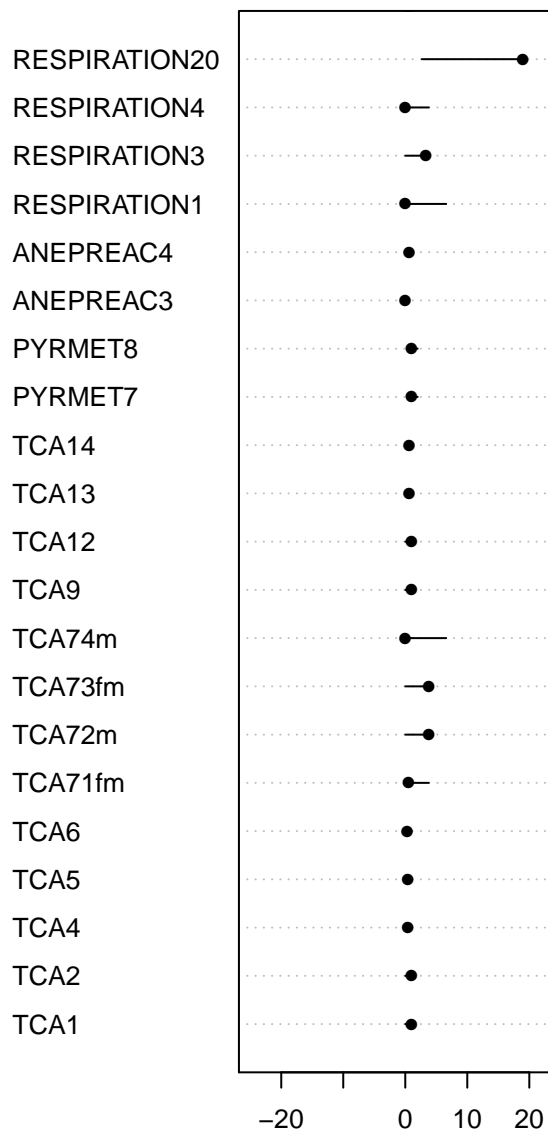 RESPIRATION20
RESPIRATION4
RESPIRATION3
RESPIRATION1
ANEPREAC4
ANEPREAC3
PYRMET8
PYRMET7
TCA14
TCA13
TCA12
TCA9
TCA74m
TCA73fm
TCA72m
TCA71fm
TCA6
TCA5
TCA4
TCA2
TCA1
−20 0 10 20